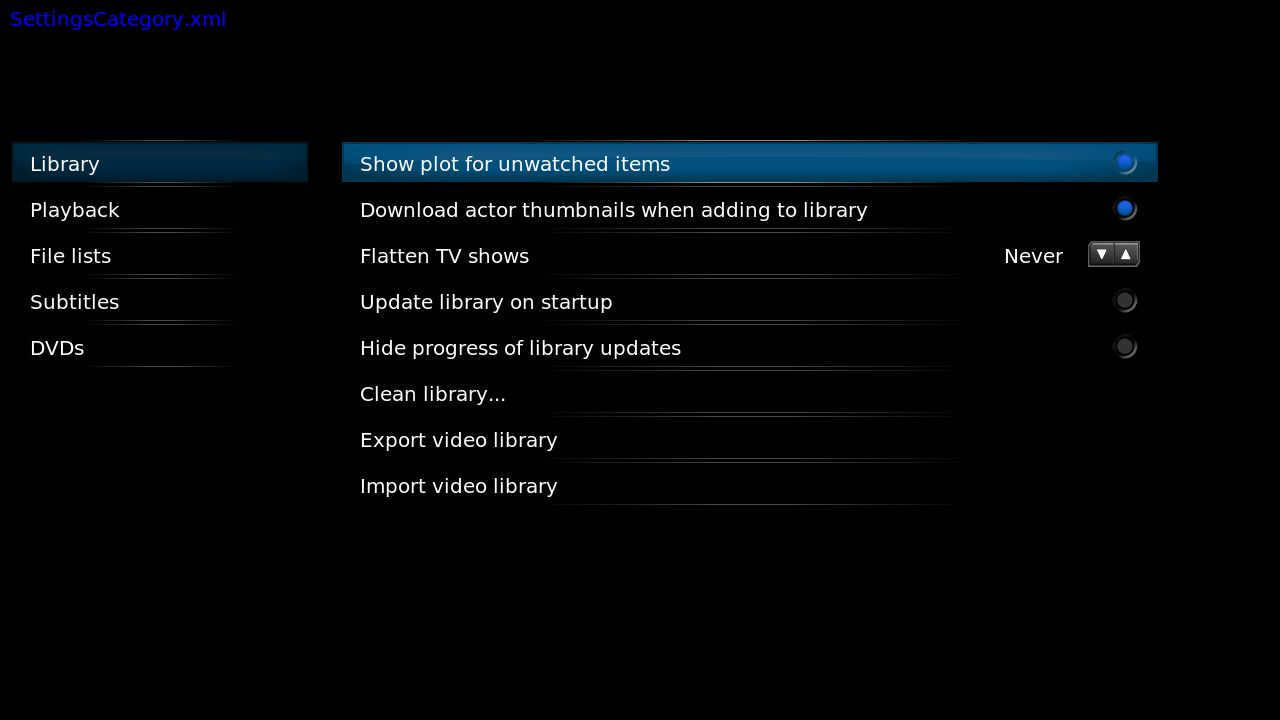 SettingsCategory.xml
Library
Playback
File lists
Subtitles
DVDs
Show plot for unwatched items
Download actor thumbnails when adding to library
Flatten TV shows Never
Update library on startup
Hide progress of library updates
Clean library...
Export video library
Import video library